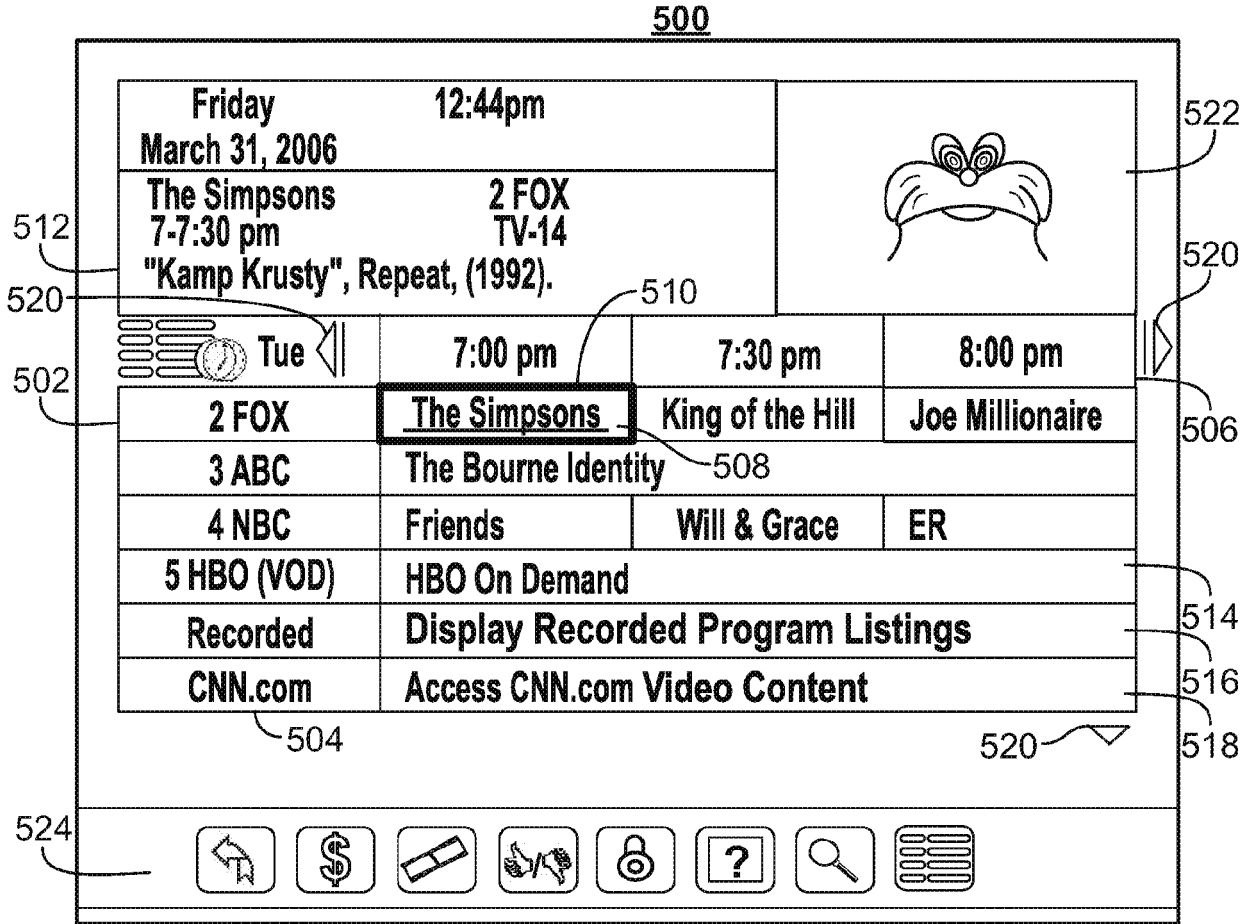 500
Friday 12:44pm
March 31, 2006
522
The Simpsons 2 FOX
512 7-7:30 pm TV-14
"Kamp Krusty", Repeat, (1992).
520 510 520
Tue 7:00 pm 7:30 pm 8:00 pm
502
2 FOX The Simpsons King of the Hill Joe Millionaire 506
3 ABC The Bourne Identity 508
4 NBC Friends Will & Grace ER
5 HBO (VOD) HBO On Demand
514
Recorded Display Recorded Program Listings
516
CNN.com Access CNN.com Video Content
504 520 518
524
$ ?